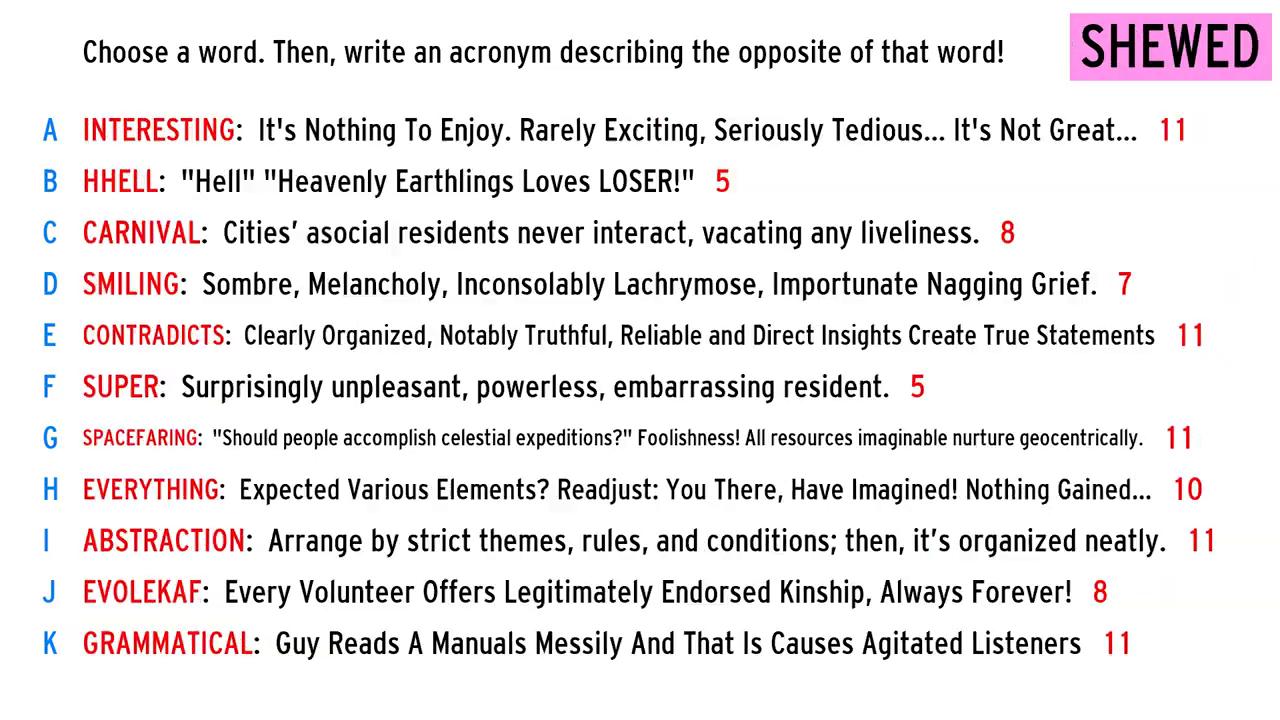 Choose a word. Then, write an acronym describing the opposite of that word!
SHEWED
A INTERESTING: It's Nothing To Enjoy. Rarely Exciting, Seriously Tedious... It's Not Great... 11
B HHELL: "Hell" "Heavenly Earthlings Loves LOSER!" 5
C CARNIVAL: Cities’ asocial residents never interact, vacating any liveliness. 8
D SMILING: Sombre, Melancholy, Inconsolably Lachrymose, Importunate Nagging Grief. 7
E CONTRADICTS: Clearly Organized, Notably Truthful, Reliable and Direct Insights Create True Statements 11
F SUPER: Surprisingly unpleasant, powerless, embarrassing resident. 5
G SPACEFARING: "Should people accomplish celestial expeditions?" Foolishness! All resources imaginable nurture geocentrically. 11
H EVERYTHING: Expected Various Elements? Readjust: You There, Have Imagined! Nothing Gained... 10
I ABSTRACTION: Arrange by strict themes, rules, and conditions; then, it’s organized neatly. 11
J EVOLEKAF: Every Volunteer Offers Legitimately Endorsed Kinship, Always Forever! 8
K GRAMMATICAL: Guy Reads A Manuals Messily And That Is Causes Agitated Listeners 11